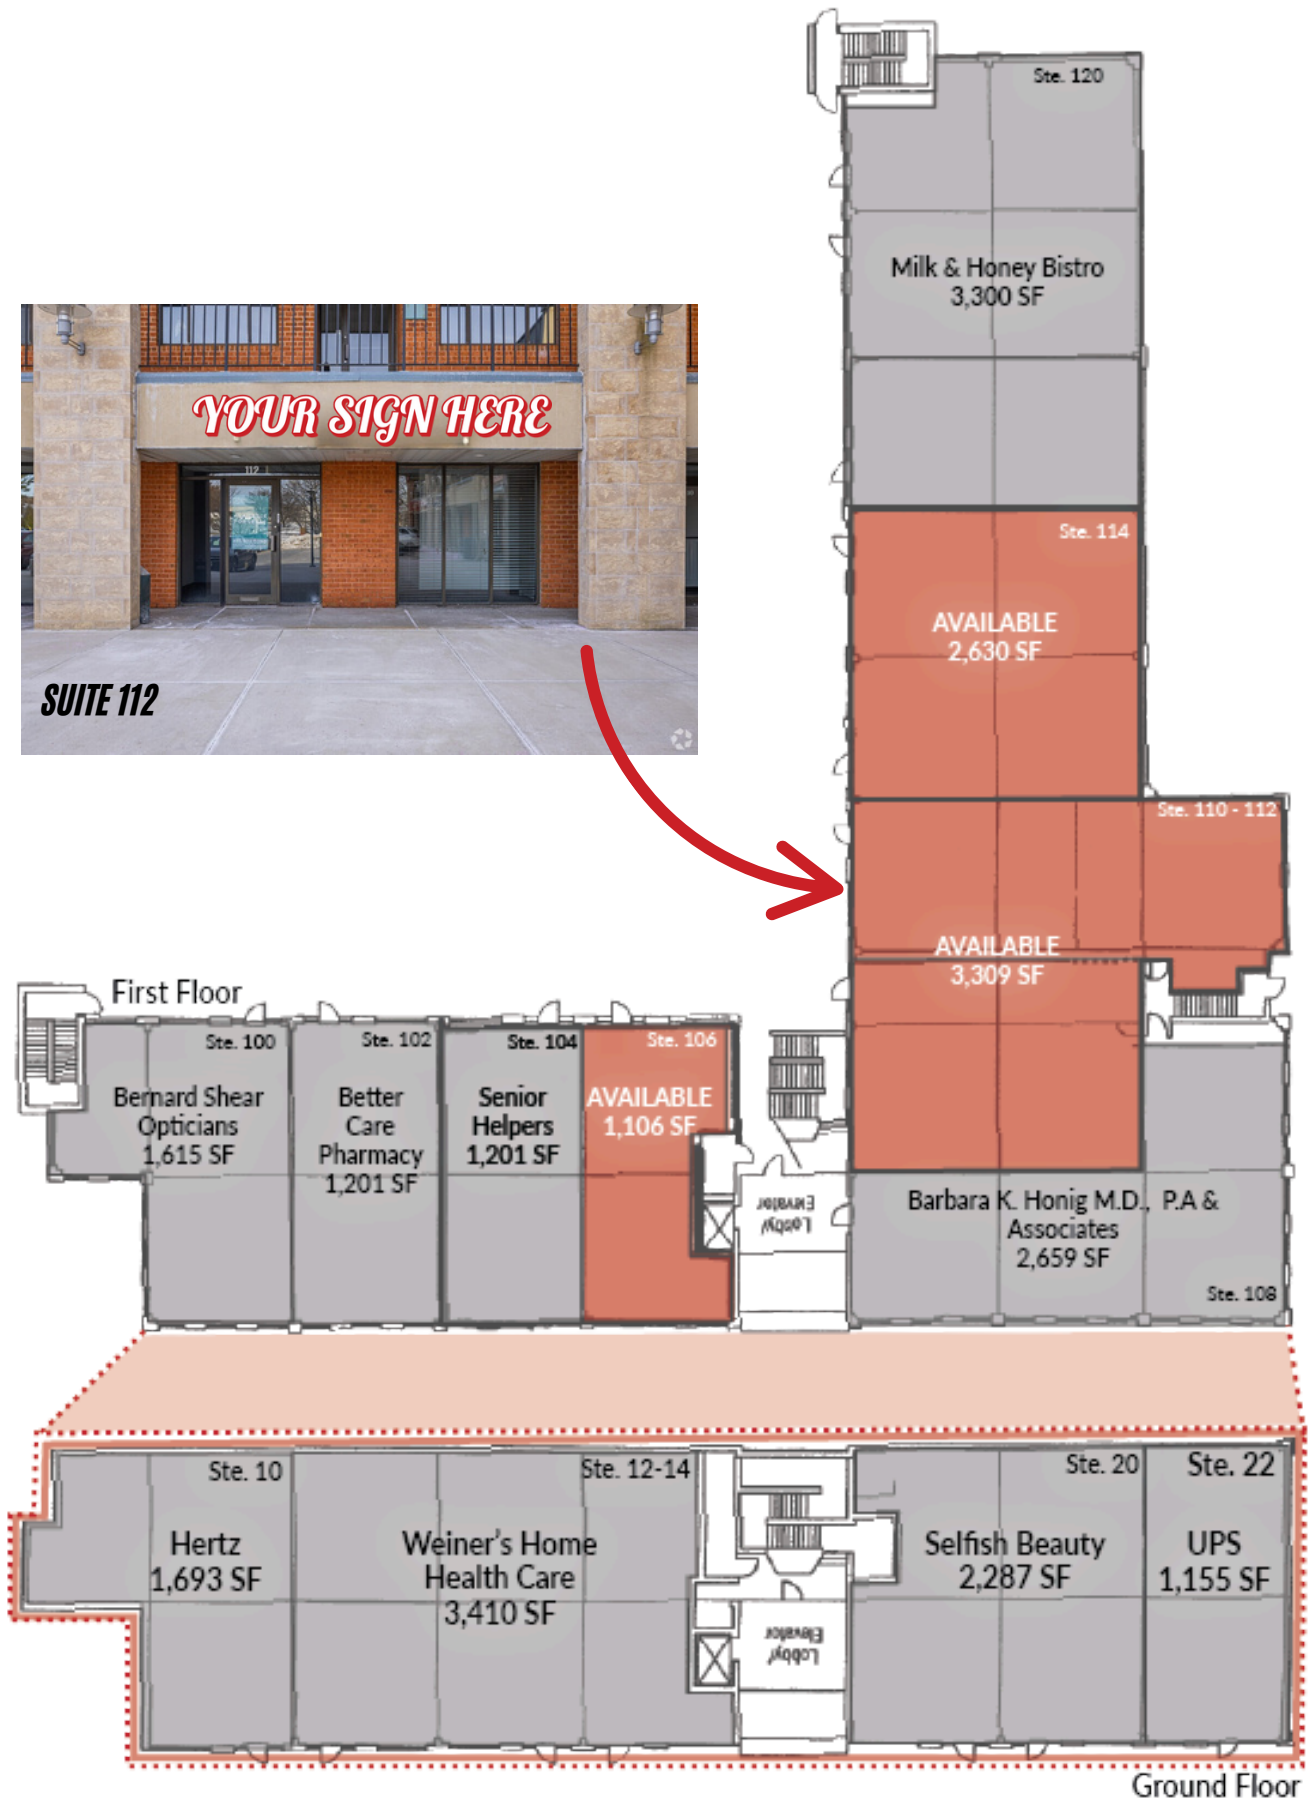 Ste. 120
Milk & Honey Bistro
3,300 SF
YOUR SIGN HERE
112
SUITE 112
Ste. 114
AVAILABLE
2,630 SF
Ste. 110 - 112
AVAILABLE
3,309 SF
First Floor
Ste. 100
Bernard Shear
Opticians
1,615 SF
Ste. 102
Better
Care
Pharmacy
1,201 SF
Ste. 104
Senior
Helpers
1,201 SF
Ste. 106
AVAILABLE
1,106 SF
Lobby/
Elevator
Barbara K. Honig M.D., P.A &
Associates
2,659 SF
Ste. 108
Ste. 10
Hertz
1,693 SF
Ste. 12-14
Weiner's Home
Health Care
3,410 SF
Lobby/
Elevator
Ste. 20
Selfish Beauty
2,287 SF
Ste. 22
UPS
1,155 SF
Ground Floor